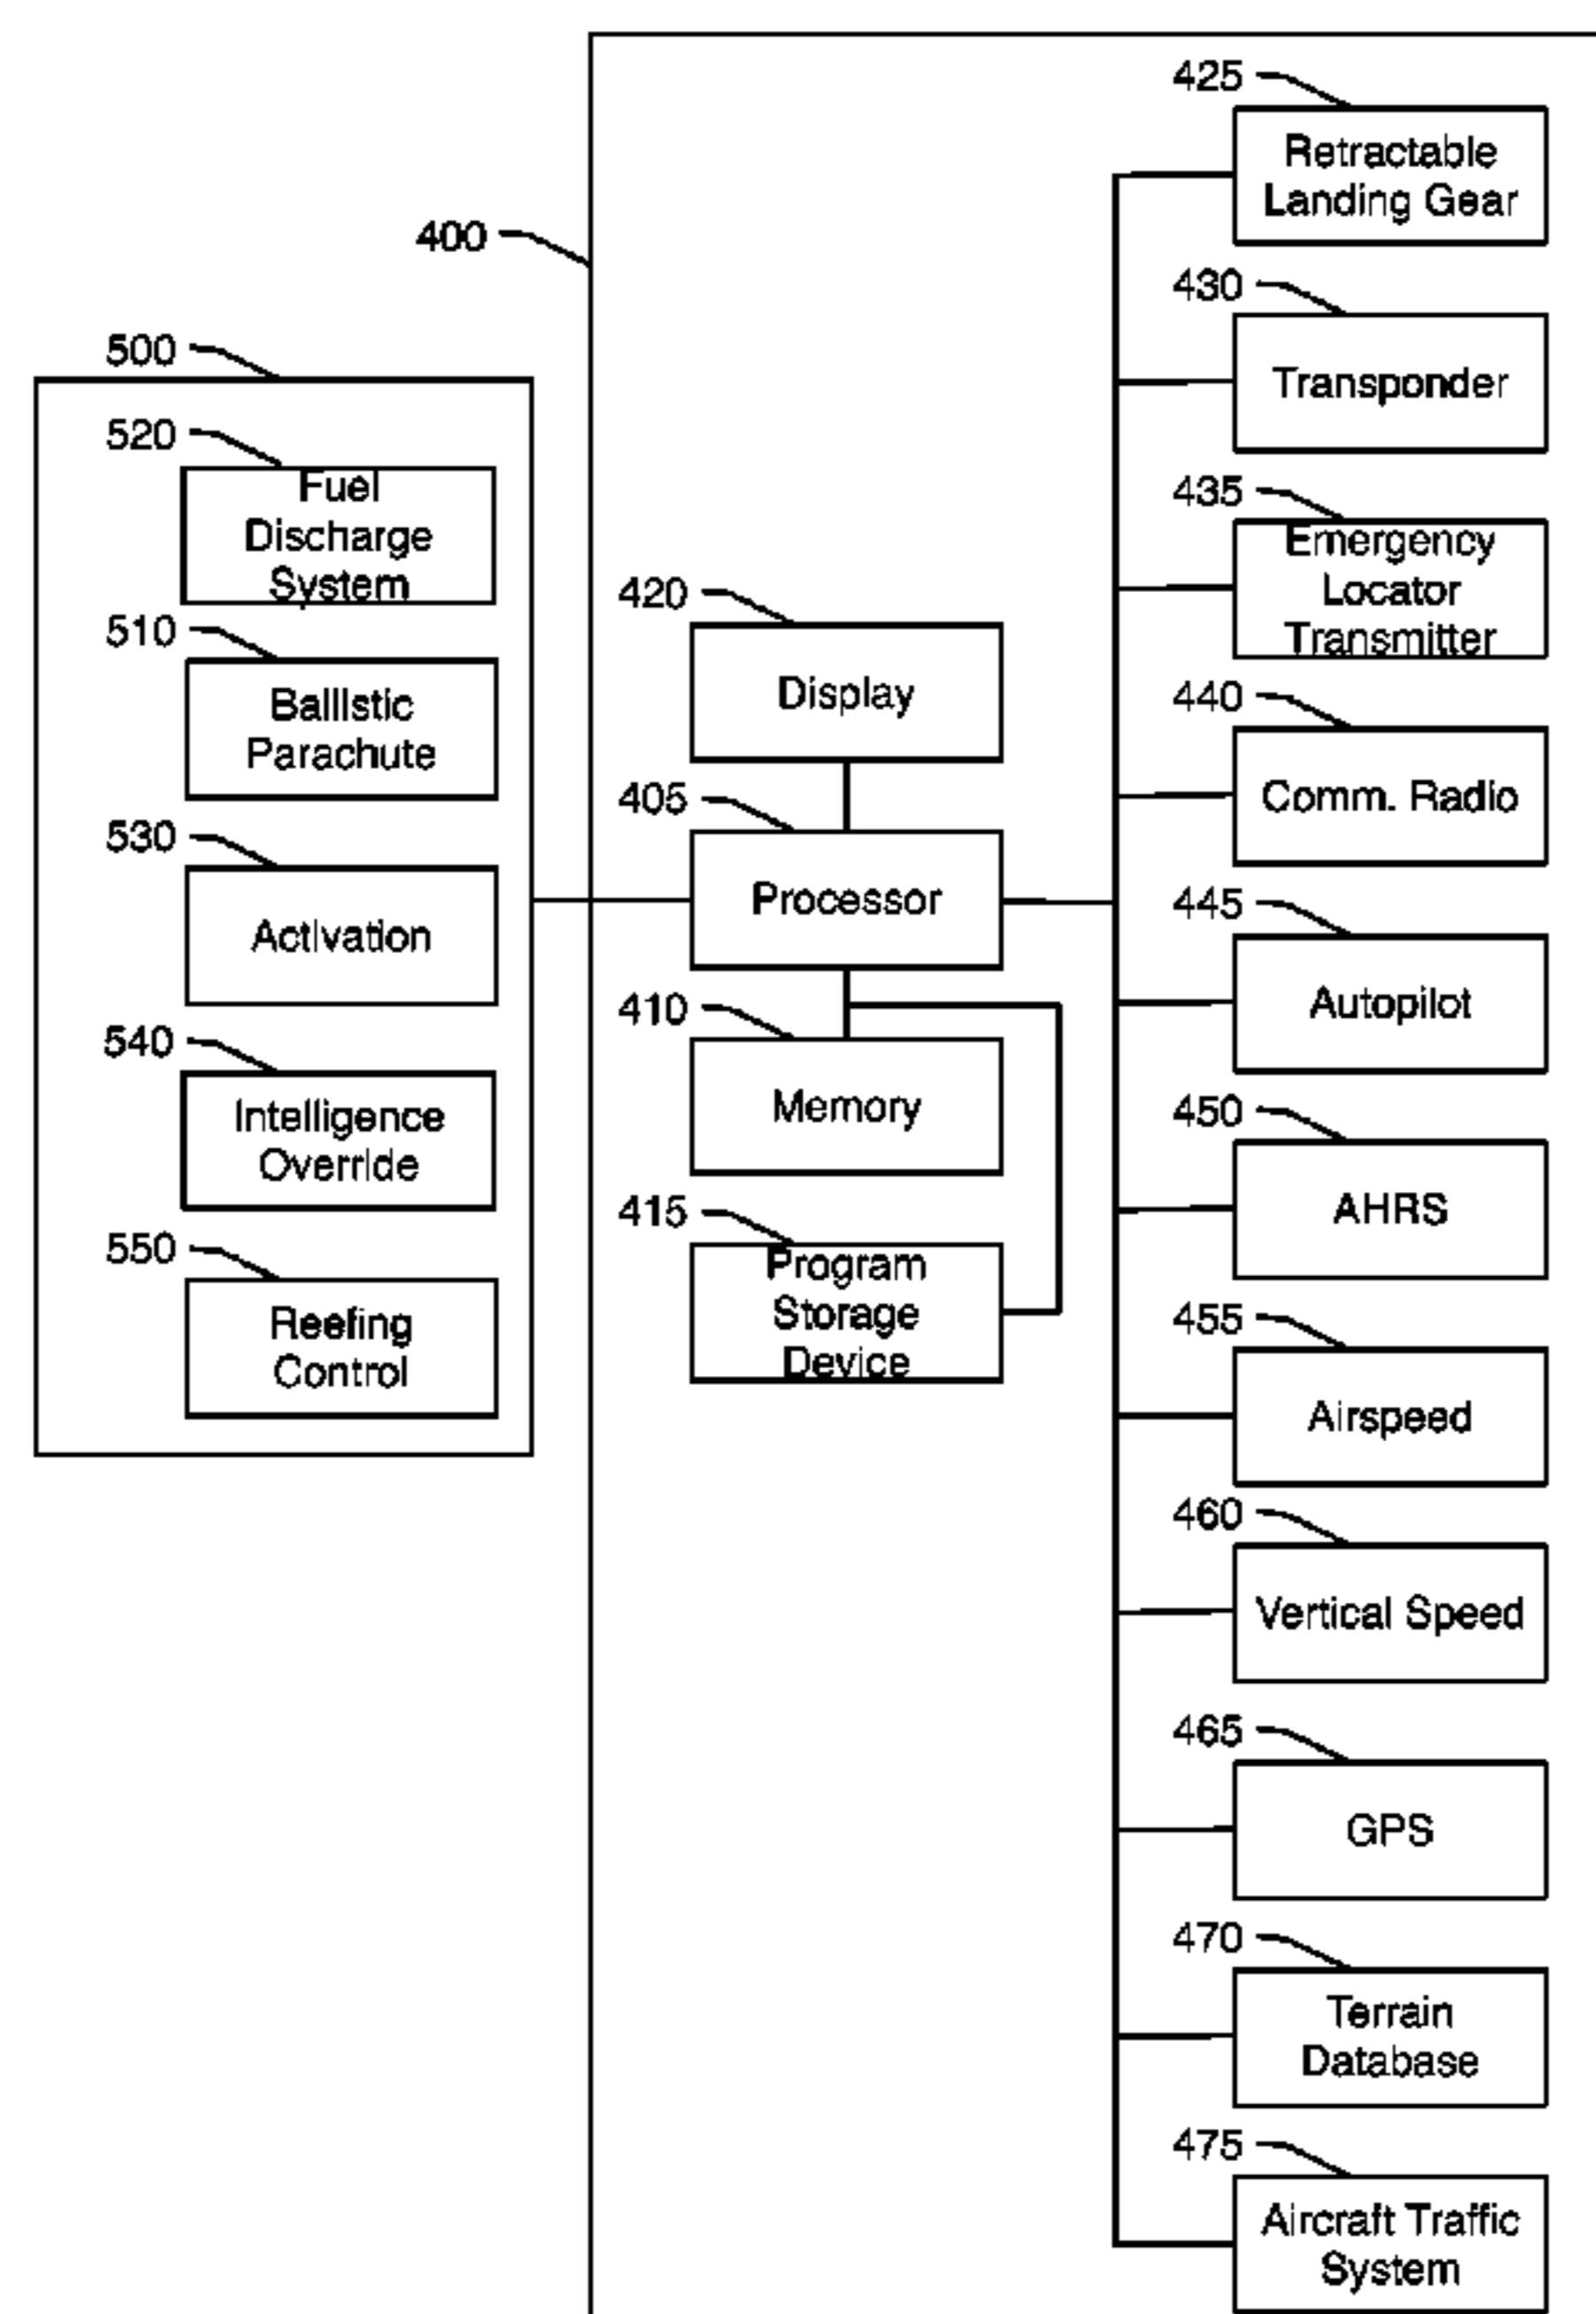 400
500
520
Fuel
Discharge
System
510
Ballistic
Parachute
530
Activation
540
Intelligence
Override
550
Reefing
Control
420
Display
405
Processor
410
Memory
415
Program
Storage
Device
425
Retractable
Landing Gear
430
Transponder
435
Emergency
Locator
Transmitter
440
Comm. Radio
445
Autopilot
450
AHRS
455
Airspeed
460
Vertical Speed
465
GPS
470
Terrain
Database
475
Aircraft Traffic
System